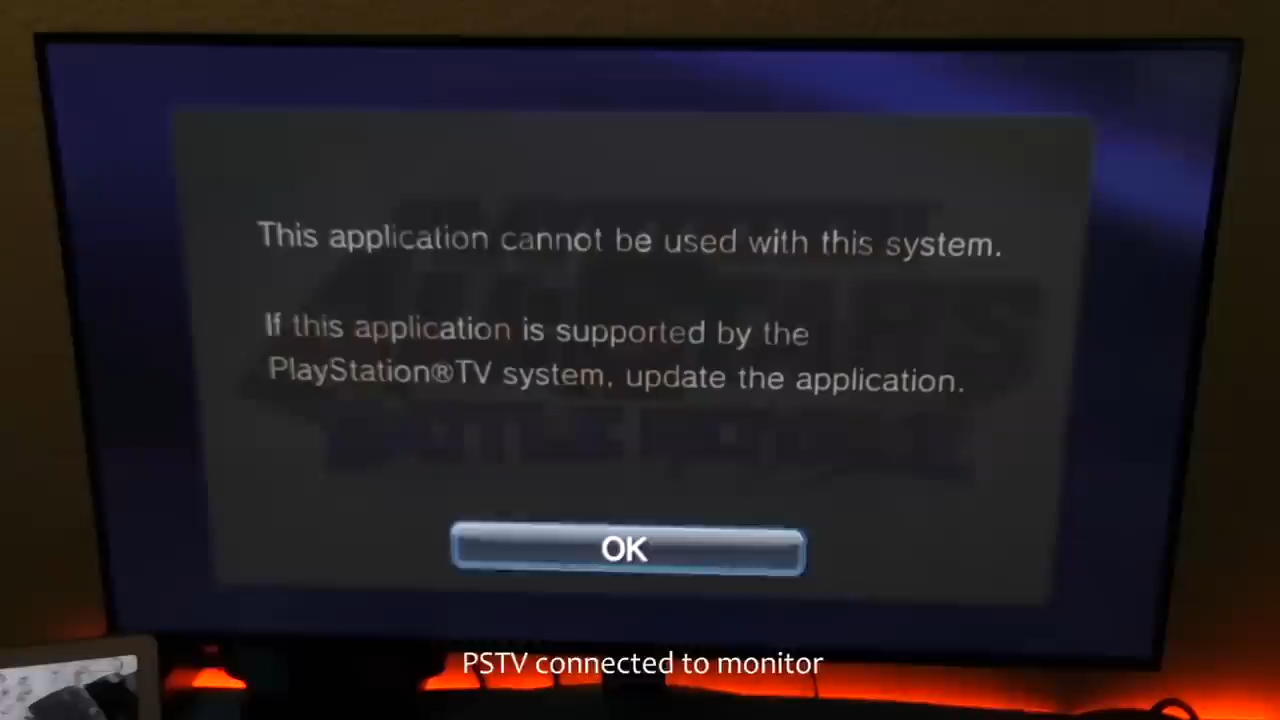 This application cannot be used with this system.
If this application is supported by the
PlayStation®TV system, update the application.
OK
PSTV connected to monitor